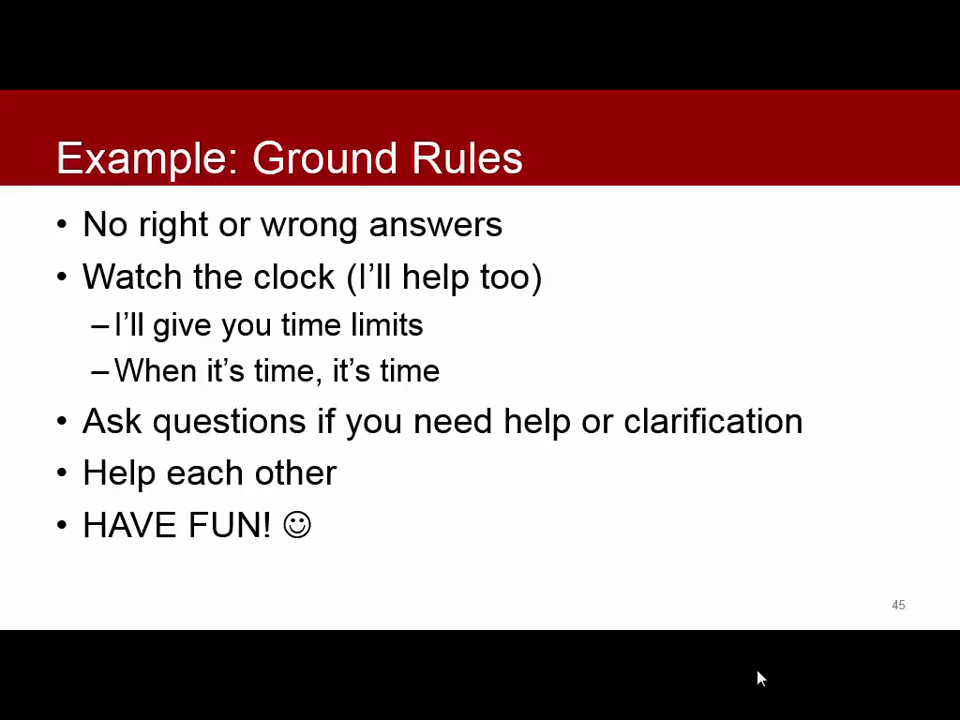 Example: Ground Rules
• No right or wrong answers
• Watch the clock (I'll help too)
– I'll give you time limits
– When it's time, it's time
• Ask questions if you need help or clarification
• Help each other
• HAVE FUN! ☺
45